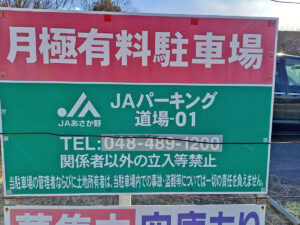 月極有料駐車場
JAあさか野
JAパーキング
道場-01
TEL:048-489-1200
関係者以外の立入等禁止
当駐車場の管理者ならびに土地所有者は、当駐車場内での事故・盗難等については一切の責任を負えません。